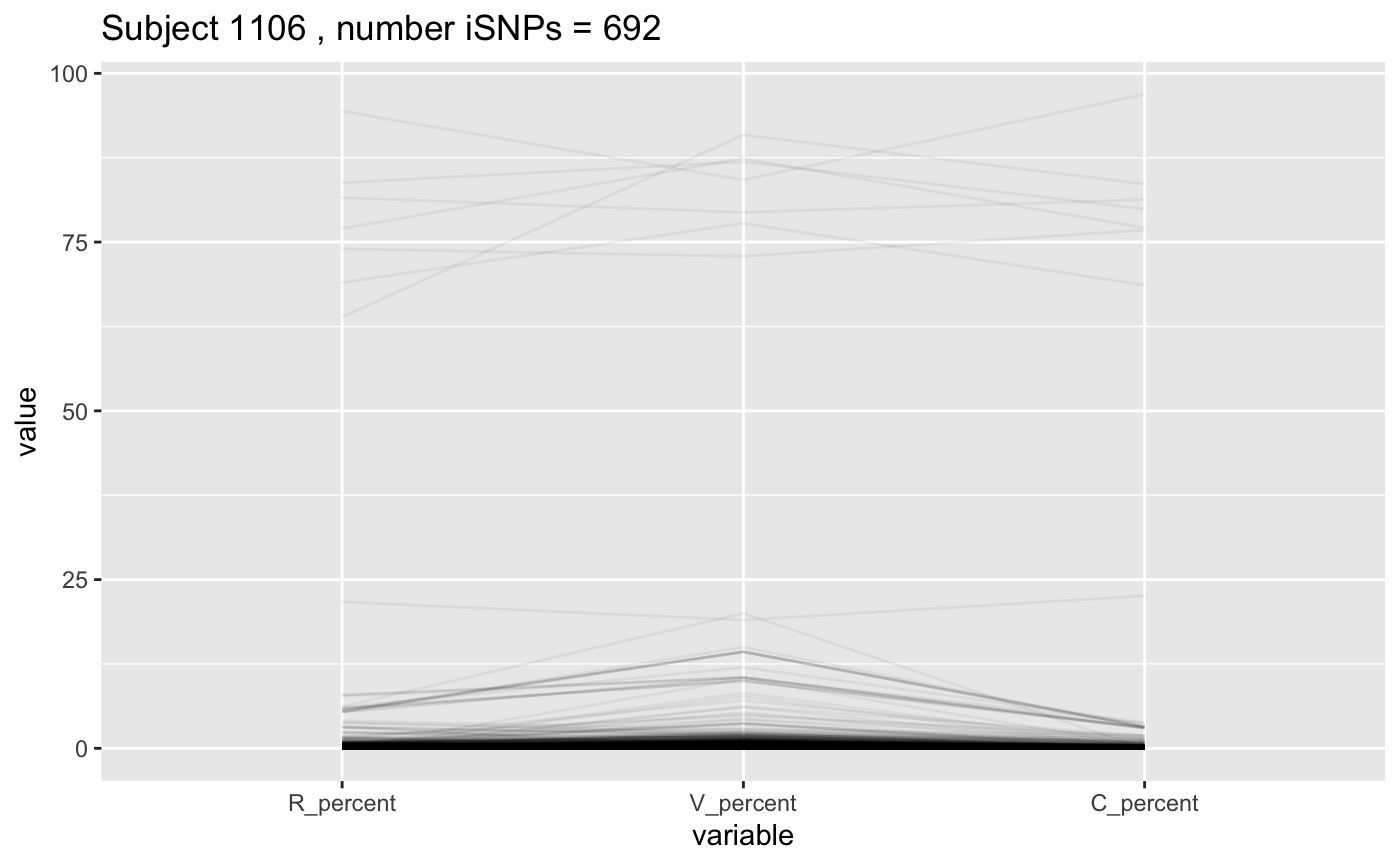 Subject 1106 , number iSNPs = 692
100
75
50
25
0
value
R_percent V_percent C_percent
variable